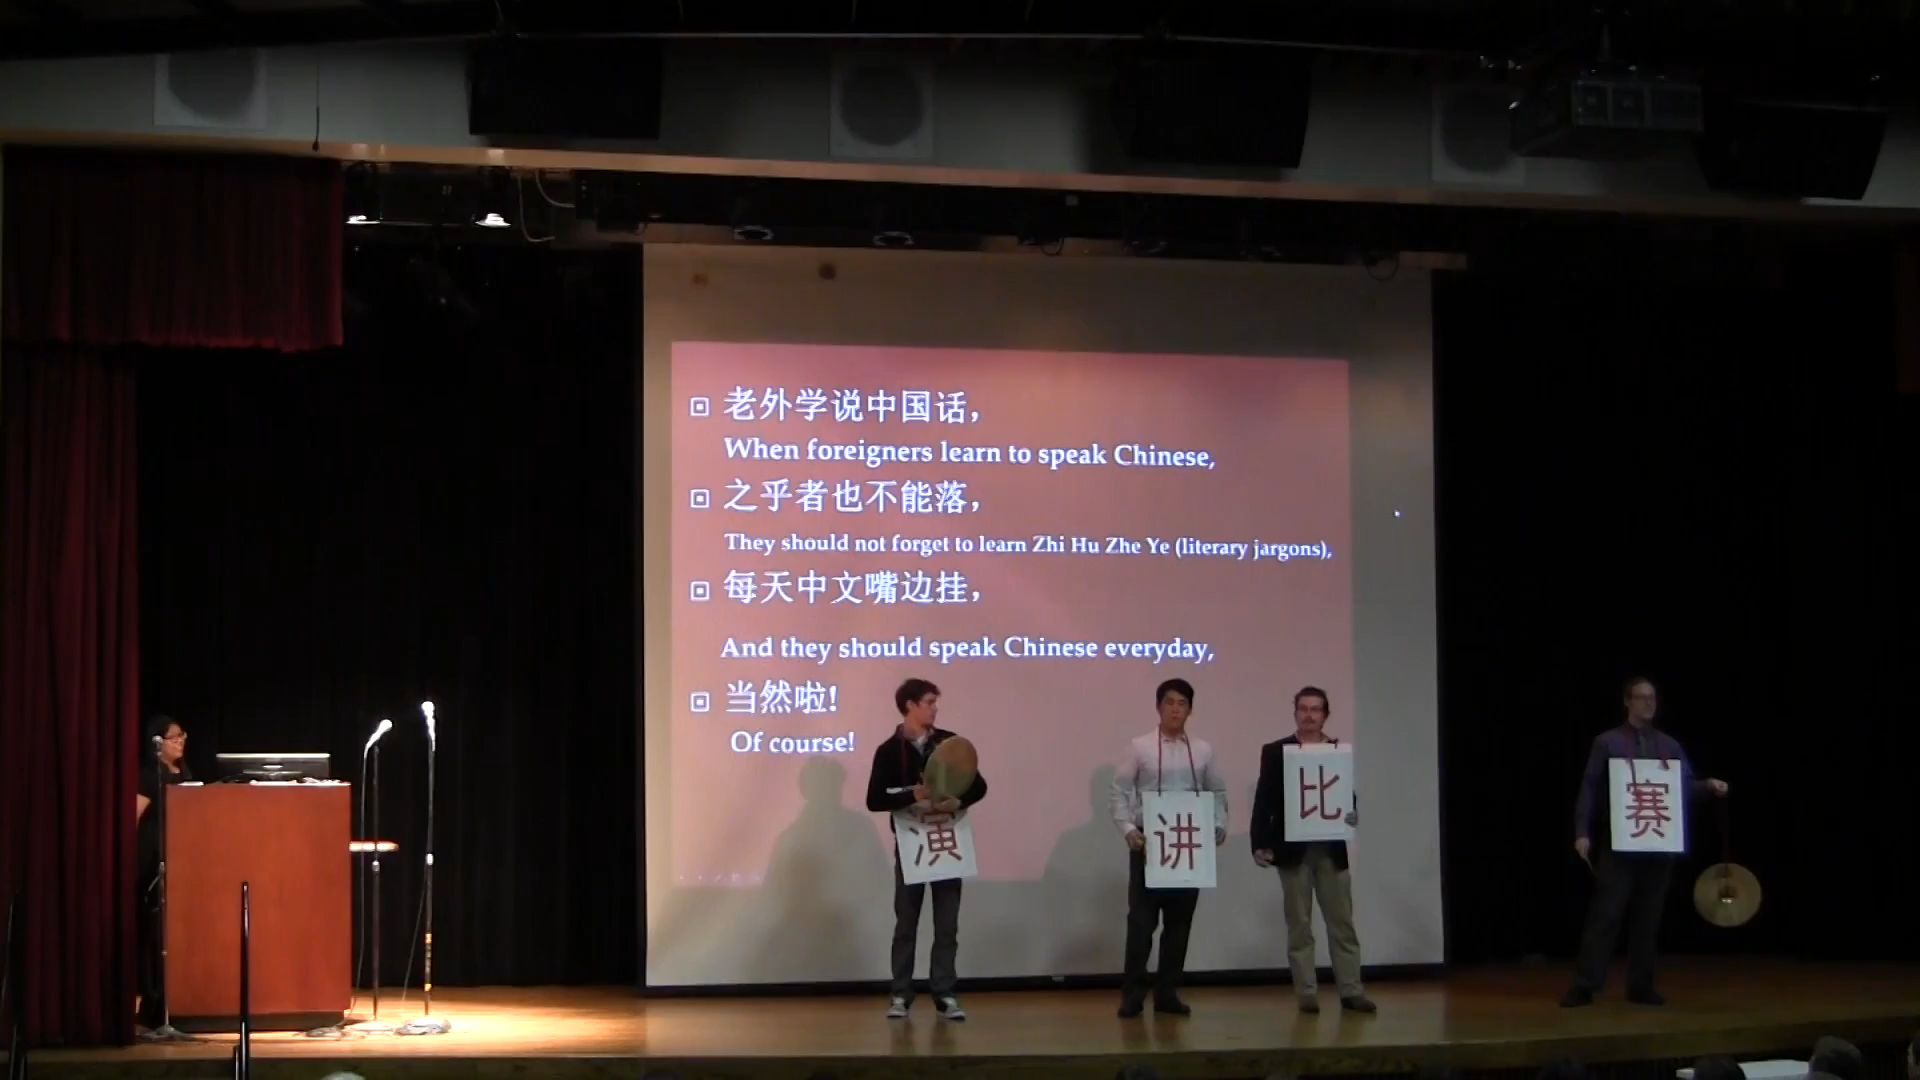 老外学说中国话，
When foreigners learn to speak Chinese,
之乎者也不能落，
They should not forget to learn Zhi Hu Zhe Ye (literary jargons),
每天中文嘴边挂，
And they should speak Chinese everyday,
当然啦!
Of course!
演
讲
比
赛